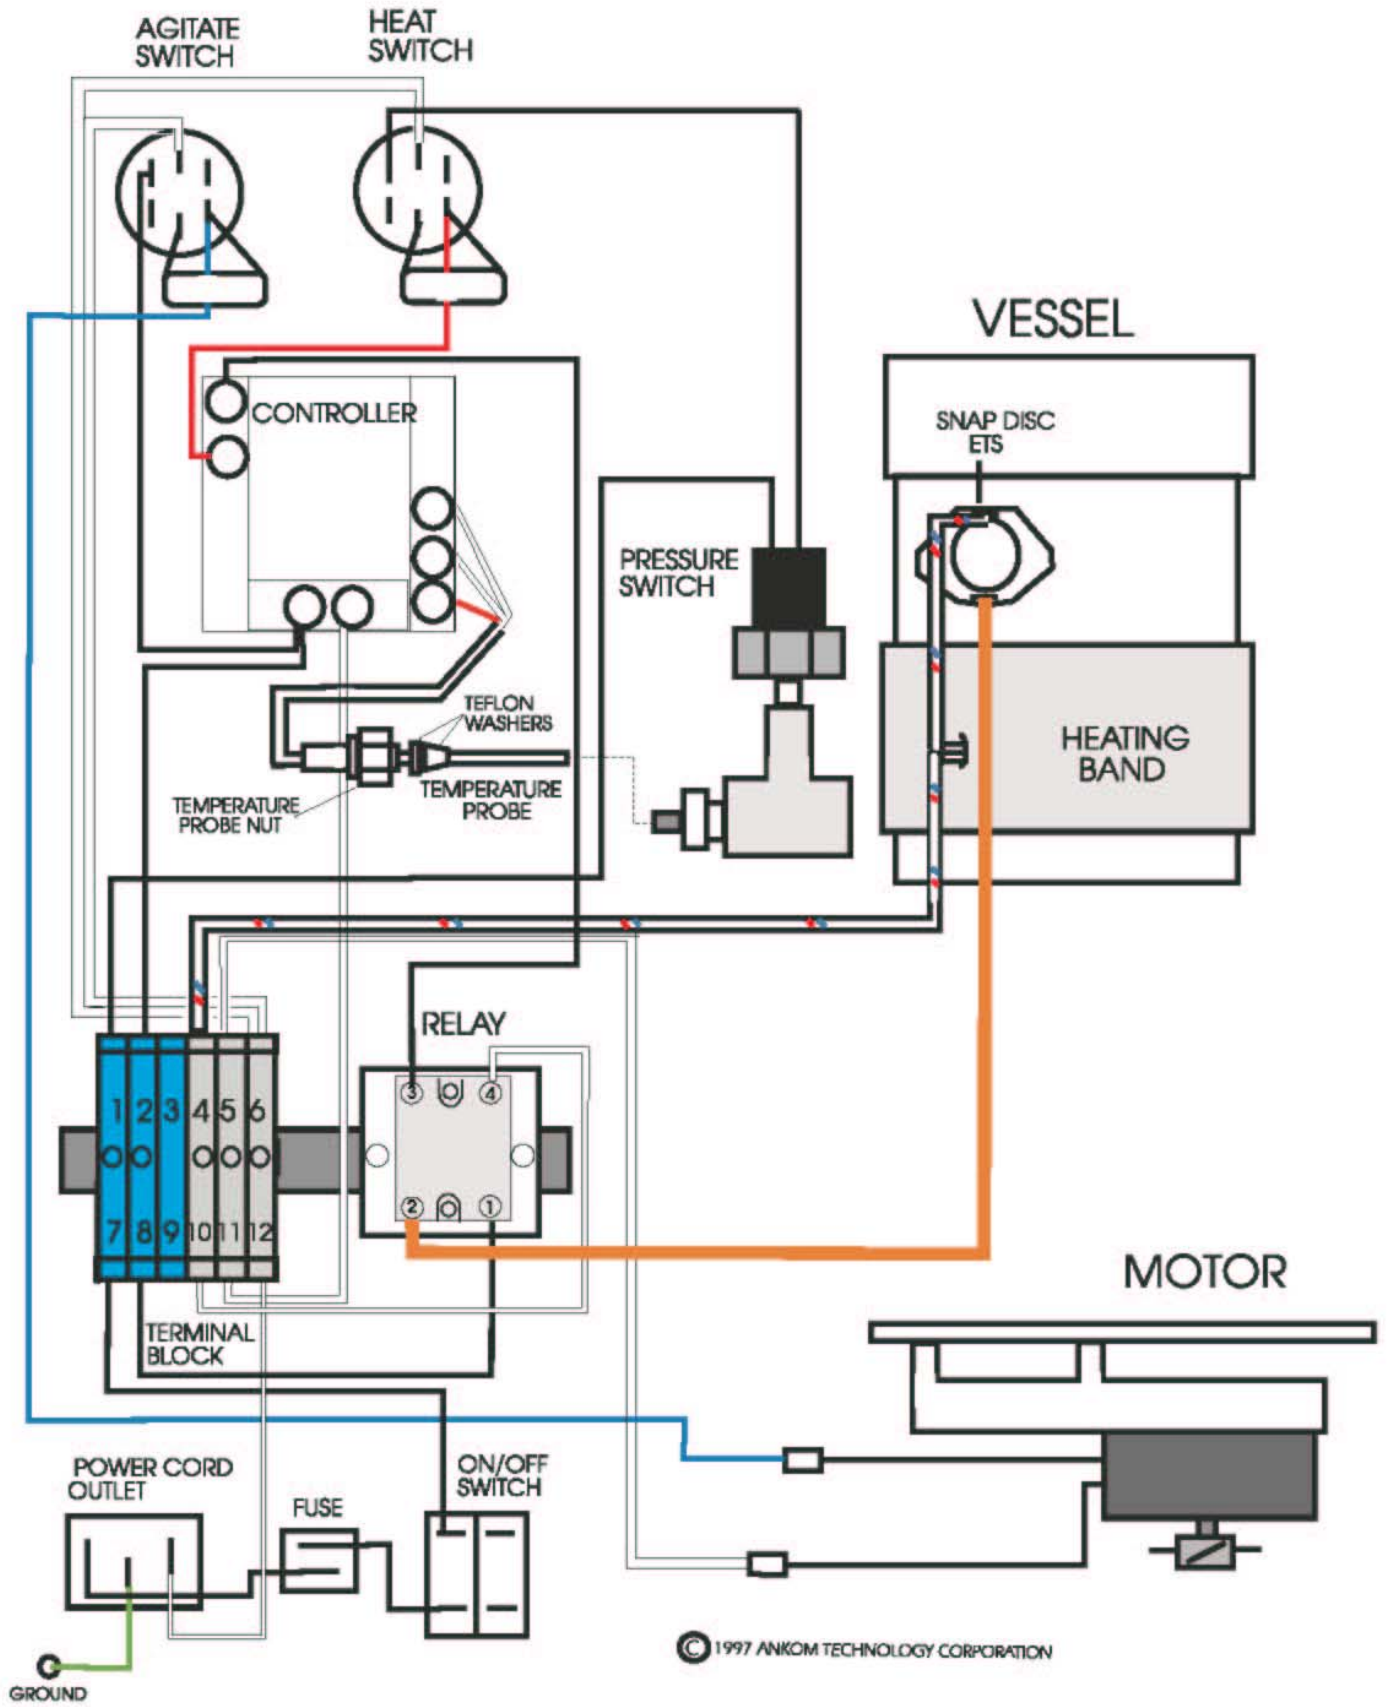 AGITATE
SWITCH
HEAT
SWITCH
VESSEL
CONTROLLER
SNAP DISC
ETS
PRESSURE
SWITCH
TEFLON
WASHERS
HEATING
BAND
TEMPERATURE
PROBE NUT
TEMPERATURE
PROBE
RELAY
3 4
1 2 3 4 5 6
2 1
7 8 9 10 11 12
MOTOR
TERMINAL
BLOCK
POWER CORD
OUTLET
ON/OFF
SWITCH
FUSE
© 1997 ANKOM TECHNOLOGY CORPORATION
GROUND